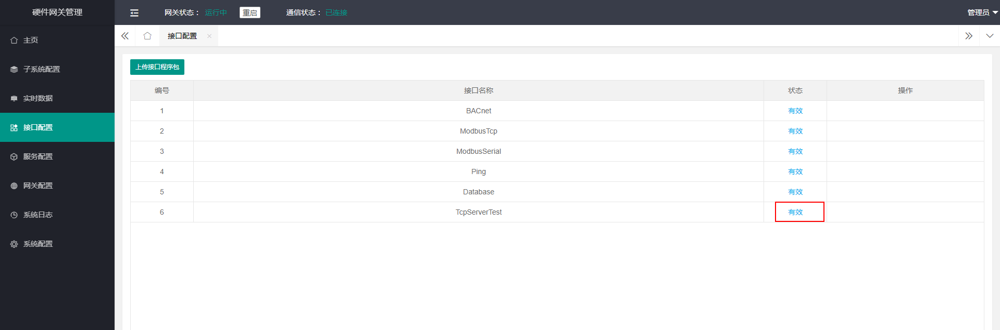 硬件网关管理
网关状态： 运行中 重启 通信状态： 已连接 管理员
主页
子系统配置
实时数据
接口配置
服务配置
网关配置
系统日志
系统配置
接口配置
上传接口程序包
编号 接口名称 状态 操作
1 BACnet 有效
2 ModbusTcp 有效
3 ModbusSerial 有效
4 Ping 有效
5 Database 有效
6 TcpServerTest 有效